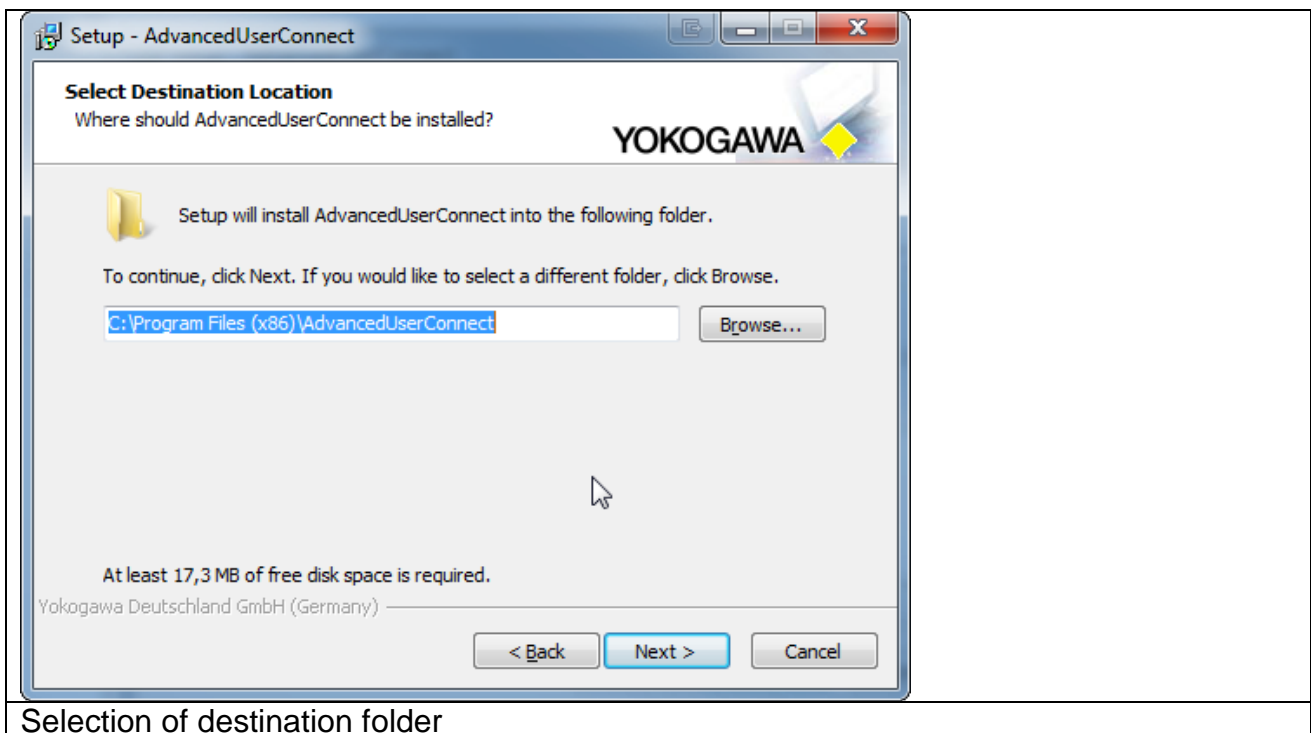 Setup - AdvancedUserConnect
Select Destination Location
Where should AdvancedUserConnect be installed?
YOKOGAWA
Setup will install AdvancedUserConnect into the following folder.
To continue, click Next. If you would like to select a different folder, click Browse.
C:\Program Files (x86)\AdvancedUserConnect
Browse...
At least 17,3 MB of free disk space is required.
Yokogawa Deutschland GmbH (Germany)
< Back Next > Cancel
Selection of destination folder